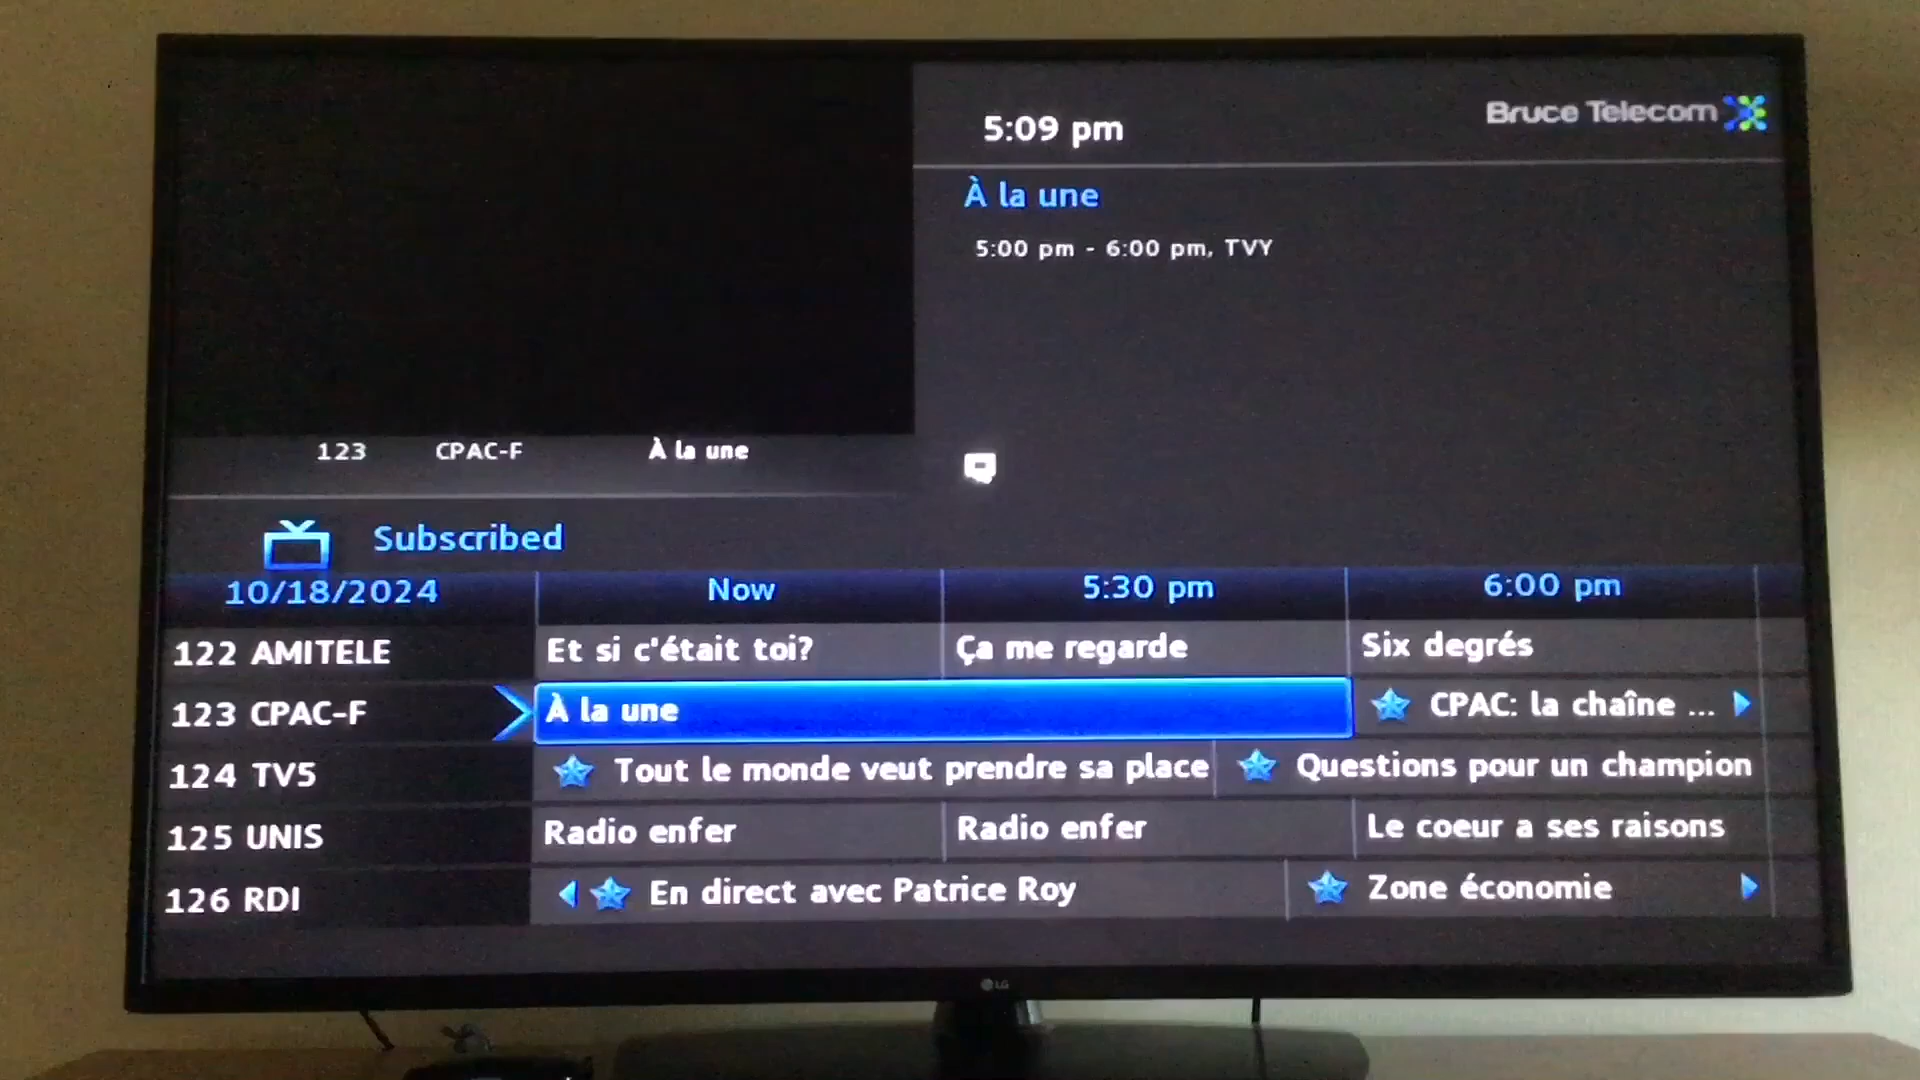 5:09 pm
Bruce Telecom
À la une
5:00 pm - 6:00 pm, TVY
123 CPAC-F À la une
Subscribed
10/18/2024 Now 5:30 pm 6:00 pm
122 AMITELE Et si c'était toi? Ça me regarde Six degrés
123 CPAC-F À la une CPAC: la chaîne ...
124 TV5 Tout le monde veut prendre sa place Questions pour un champion
125 UNIS Radio enfer Radio enfer Le coeur a ses raisons
126 RDI En direct avec Patrice Roy Zone économie
LG